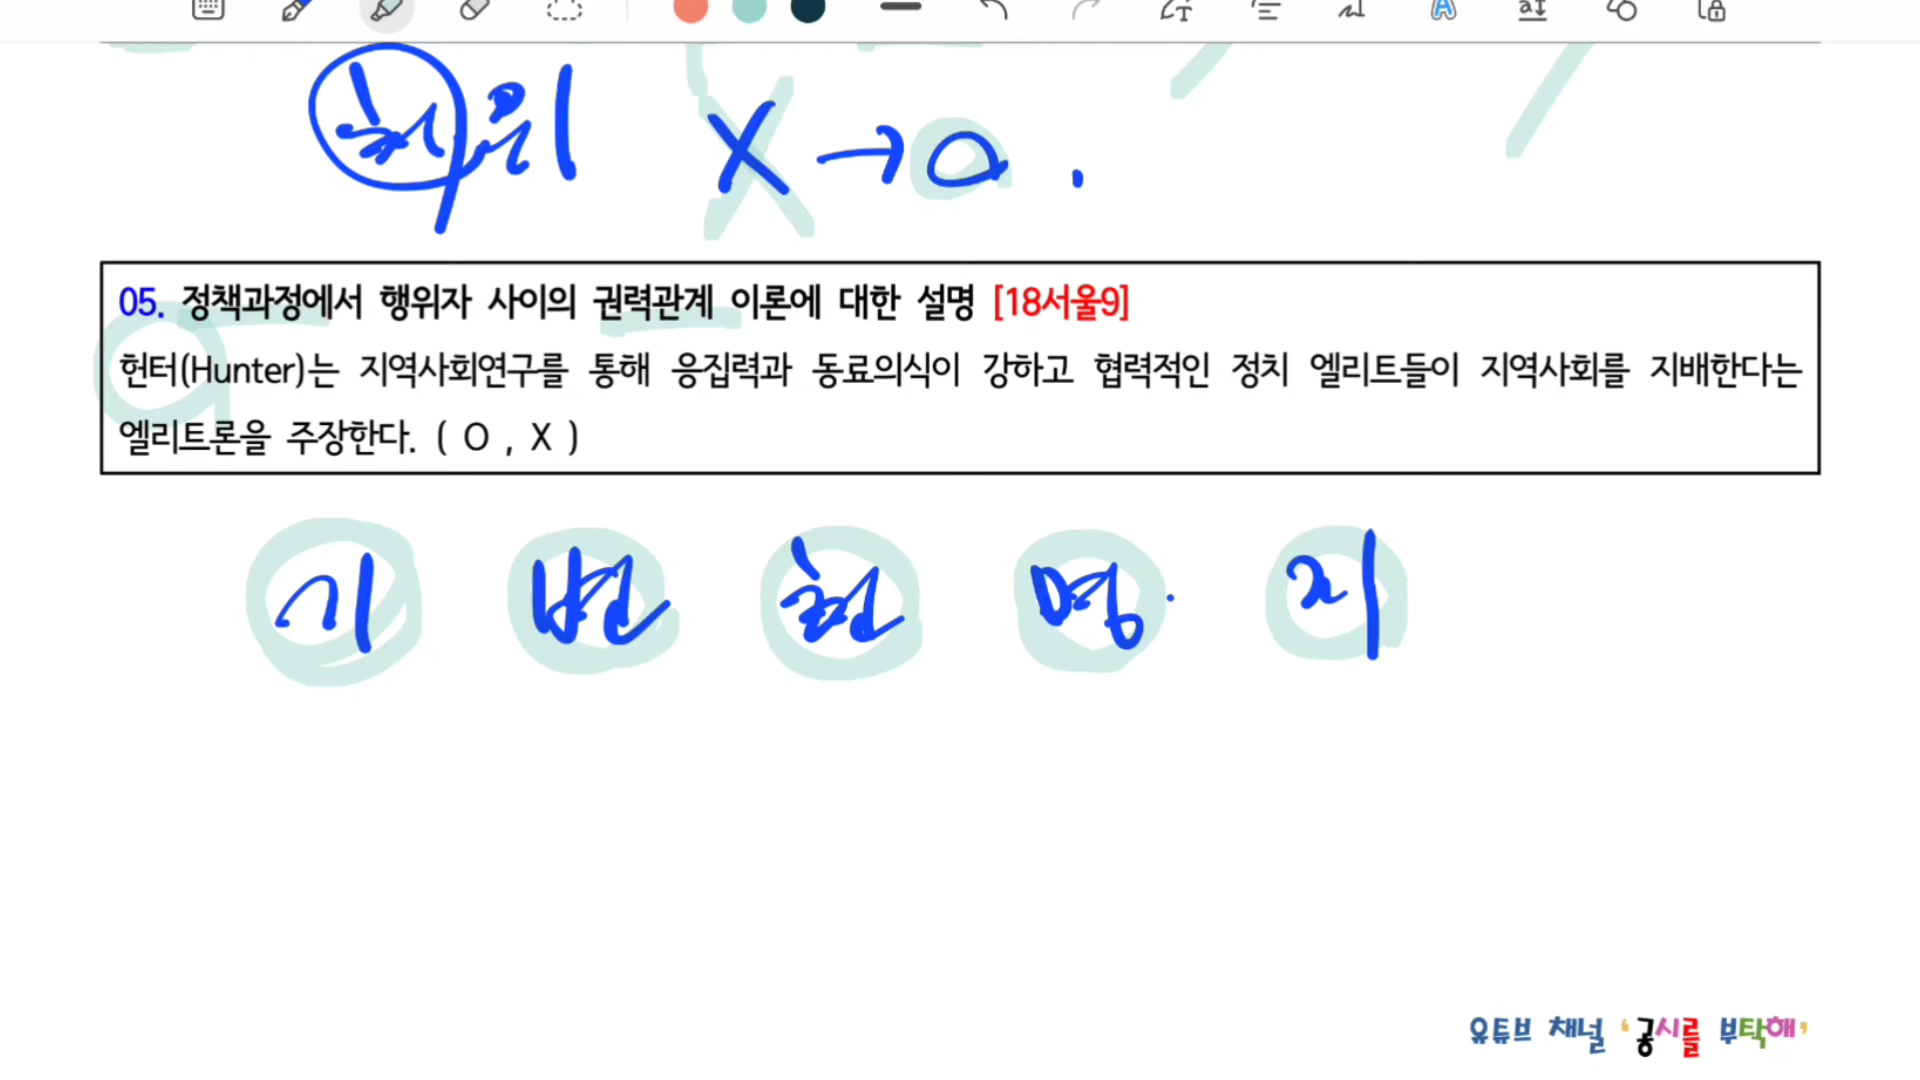 X → O .
05. 정책과정에서 행위자 사이의 권력관계 이론에 대한 설명 [18서울9]
헌터(Hunter)는 지역사회연구를 통해 응집력과 동료의식이 강하고 협력적인 정치 엘리트들이 지역사회를 지배한다는
엘리트론을 주장한다. ( O , X )
기 변 헌 명 지
유튜브 채널 '공시를 부탁해'